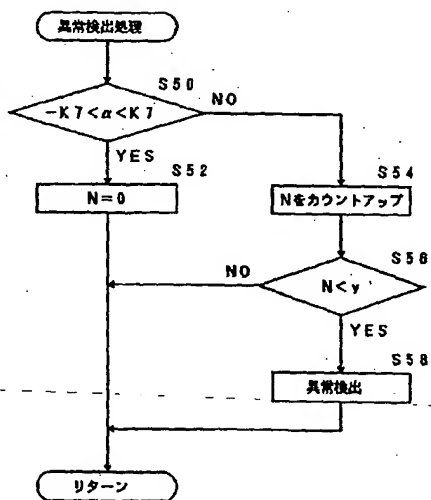 異常検出処理
S50
−K7<α<K7
NO
YES
S52
N=0
S54
Nをカウントアップ
S56
N<y
NO
YES
S58
異常検出
リターン